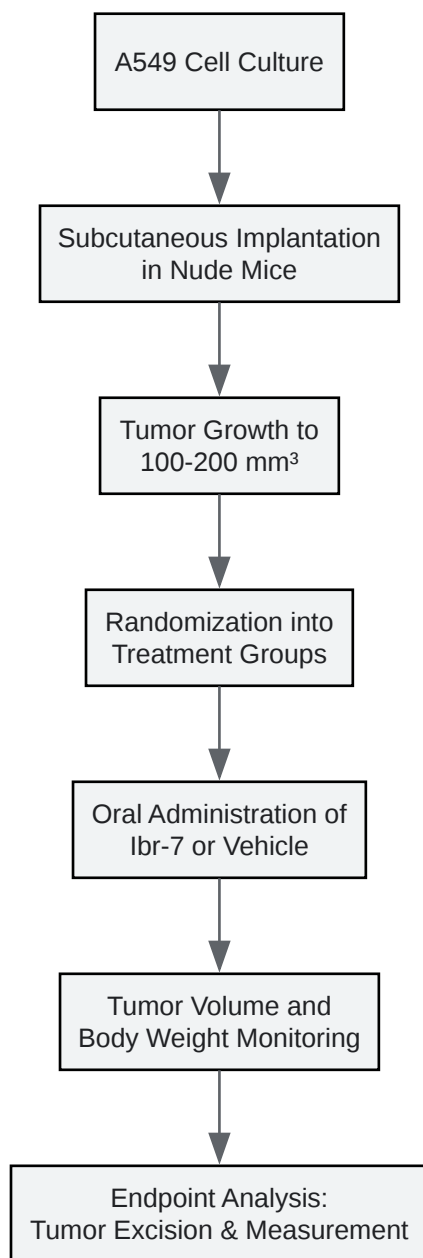 A549 Cell Culture
Subcutaneous Implantation
in Nude Mice
Tumor Growth to
100-200 mm³
Randomization into
Treatment Groups
Oral Administration of
Ibr-7 or Vehicle
Tumor Volume and
Body Weight Monitoring
Endpoint Analysis:
Tumor Excision & Measurement